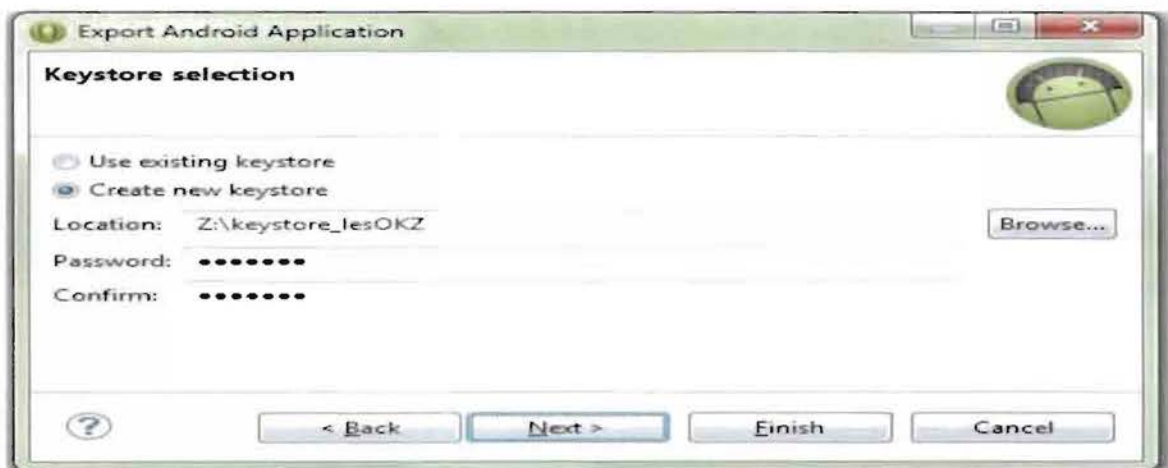 Export Android Application
Keystore selection
Use existing keystore
Create new keystore
Location: Z:\keystore_lesOKZ Browse...
Password: •••••••
Confirm: •••••••
? < Back Next > Finish Cancel